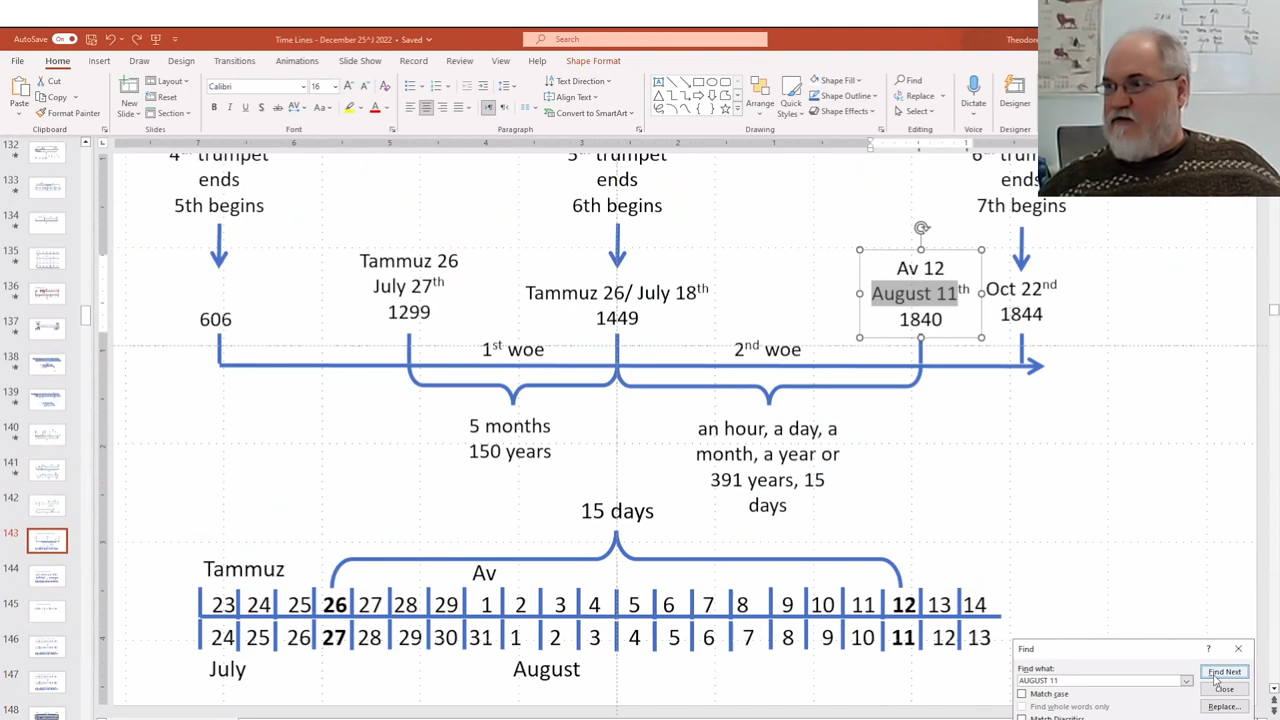 AutoSave On
Time Lines - December 25^J 2022 • Saved
Search
Theodore
File Home Insert Draw Design Transitions Animations Slide Show Record Review View Help Shape Format
Paste
Cut
Copy
Format Painter
Clipboard
New Slide
Layout
Reset
Section
Slides
Calibri 16
Font
Text Direction
Align Text
Convert to SmartArt
Paragraph
Arrange
Quick Styles
Shape Fill
Shape Outline
Shape Effects
Drawing
Find
Replace
Select
Editing
Dictate
Voice
Designer
Designer
132
133
134
135
136
137
138
139
140
141
142
143
144
145
146
147
148
4th trumpet
ends
5th begins
5th trumpet
ends
6th begins
ends
7th begins
606
Tammuz 26
July 27th
1299
Tammuz 26/ July 18th
1449
Av 12
August 11th
1840
Oct 22nd
1844
1st woe
2nd woe
5 months
150 years
an hour, a day, a
month, a year or
391 years, 15
days
15 days
Tammuz Av
23 24 25 26 27 28 29 1 2 3 4 5 6 7 8 9 10 11 12 13 14
24 25 26 27 28 29 30 31 1 2 3 4 5 6 7 8 9 10 11 12 13
July August
Find
? 
Find what:
AUGUST 11
Match case
Find whole words only
Find Next
Close
Replace...